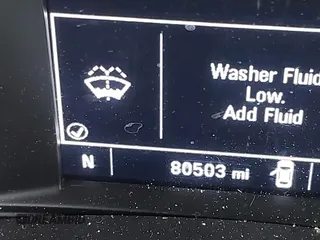 Washer Fluid
Low.
Add Fluid
N
80503 mi